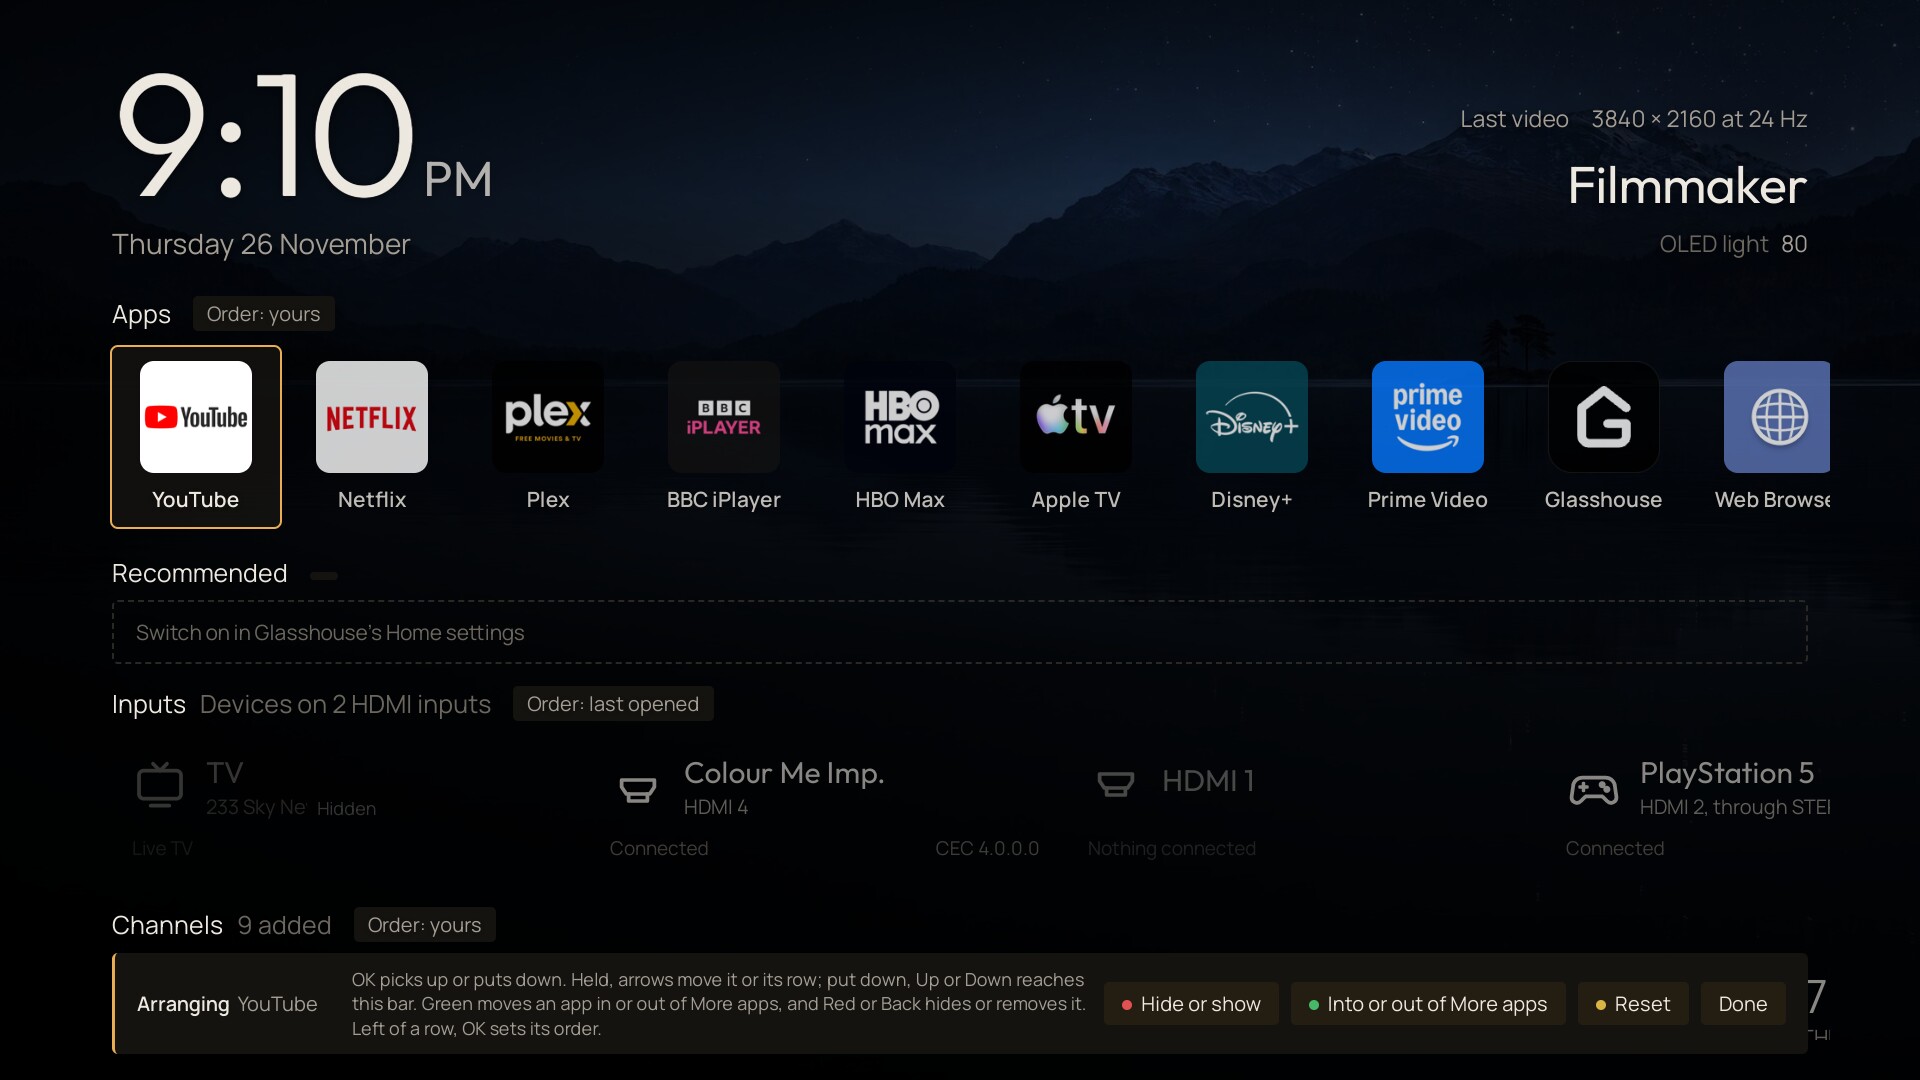 9:10 PM
Thursday 26 November
Last video 3840 × 2160 at 24 Hz
Filmmaker
OLED light 80
Apps Order: yours
YouTube
NETFLIX
plex
FREE MOVIES & TV
BBC
iPLAYER
HBO
max
tv
Disney+
prime
video
YouTube Netflix Plex BBC iPlayer HBO Max Apple TV Disney+ Prime Video Glasshouse Web Browse
Recommended
Switch on in Glasshouse's Home settings
Inputs Devices on 2 HDMI inputs Order: last opened
TV
233 Sky Ne Hidden
Live TV
Colour Me Imp.
HDMI 4
Connected CEC 4.0.0.0
HDMI 1
Nothing connected
PlayStation 5
HDMI 2, through STE
Connected
Channels 9 added Order: yours
Arranging YouTube
OK picks up or puts down. Held, arrows move it or its row; put down, Up or Down reaches
this bar. Green moves an app in or out of More apps, and Red or Back hides or removes it.
Left of a row, OK sets its order.
Hide or show
Into or out of More apps
Reset
Done
7